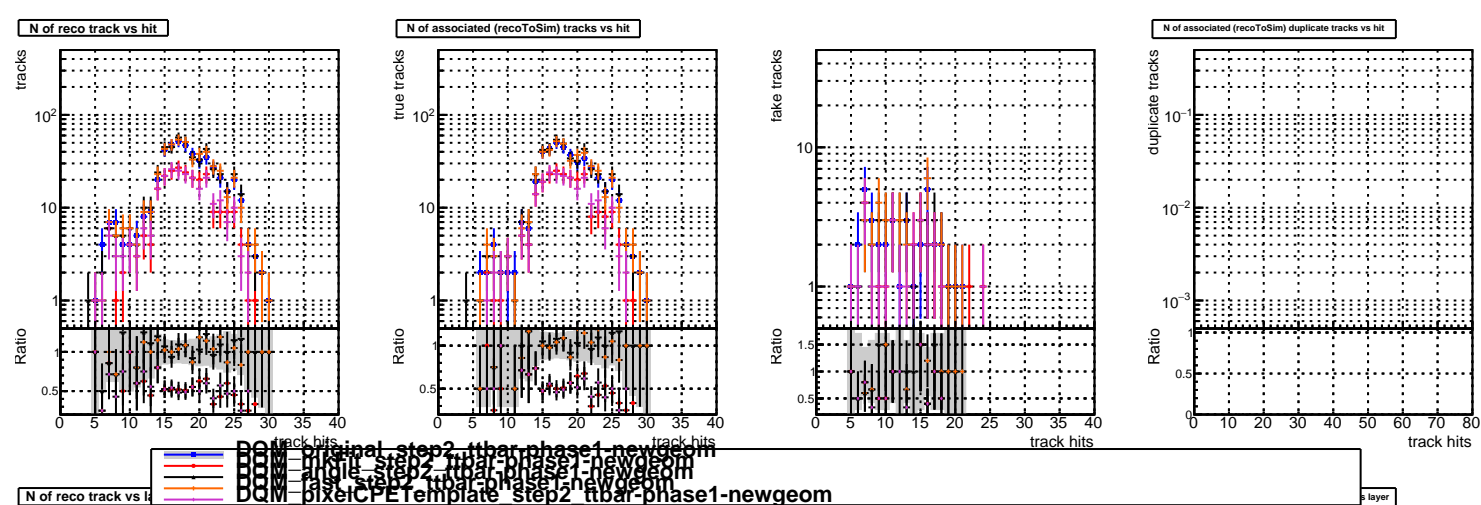 N of reco track vs hit
N of associated (recoToSim) tracks vs hit
N of associated (recoToSim) duplicate tracks vs hit
tracks
10²
10
1
Ratio
1
0.5
0 5 10 15 20 25 30 35 40
track hits
true tracks
10²
10
1
Ratio
1
0.5
0 5 10 15 20 25 30 35 40
track hits
fake tracks
10
1
Ratio
1.5
1
0.5
0 5 10 15 20 25 30 35 40
track hits
duplicate tracks
10⁻¹
10⁻²
10⁻³
Ratio
1
0.5
0
0 10 20 30 40 50 60 70 80
track hits
DQM_original_step2_ttbar-phase1-newgeom
DQM_mkfit_step2_ttbar-phase1-newgeom
DQM_angle_step2_ttbar-phase1-newgeom
DQM_fast_step2_ttbar-phase1-newgeom
DQM_pixelCPETemplate_step2_ttbar-phase1-newgeom
N of reco track vs la
s layer